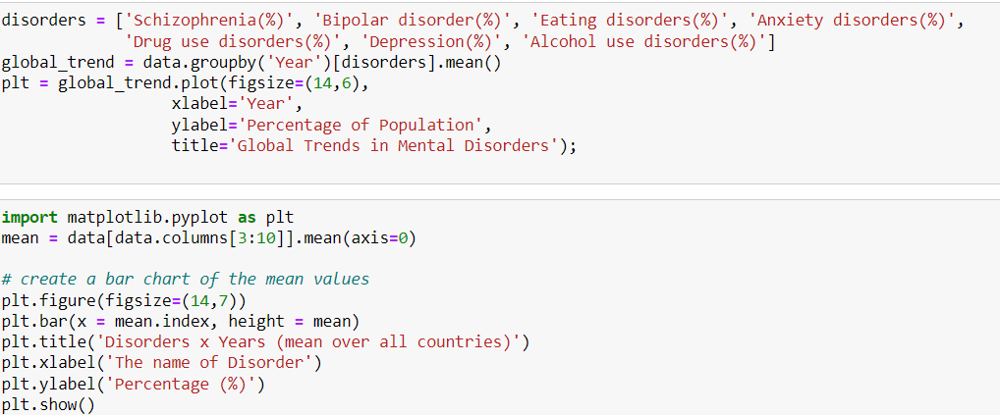 disorders = ['Schizophrenia(%)', 'Bipolar disorder(%)', 'Eating disorders(%)', 'Anxiety disorders(%)',
             'Drug use disorders(%)', 'Depression(%)', 'Alcohol use disorders(%)']
global_trend = data.groupby('Year')[disorders].mean()
plt = global_trend.plot(figsize=(14,6),
                  xlabel='Year',
                  ylabel='Percentage of Population',
                  title='Global Trends in Mental Disorders');
import matplotlib.pyplot as plt
mean = data[data.columns[3:10]].mean(axis=0)
# create a bar chart of the mean values
plt.figure(figsize=(14,7))
plt.bar(x = mean.index, height = mean)
plt.title('Disorders x Years (mean over all countries)')
plt.xlabel('The name of Disorder')
plt.ylabel('Percentage (%)')
plt.show()